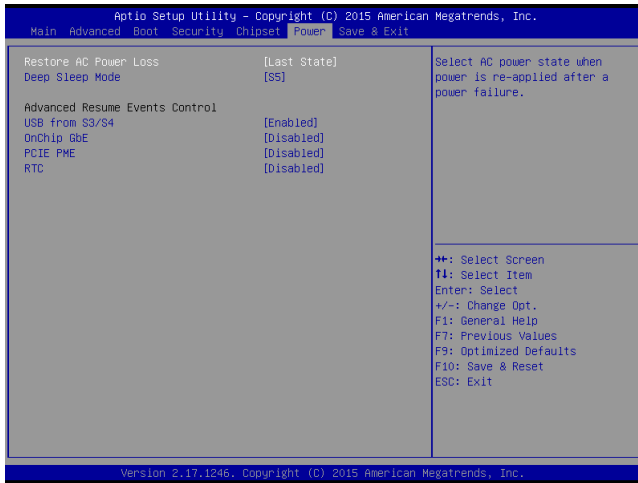 Aptio Setup Utility – Copyright (C) 2015 American Megatrends, Inc.
Main Advanced Boot Security Chipset Power Save & Exit
Restore AC Power Loss [Last State]
Deep Sleep Mode [S5]
Advanced Resume Events Control
USB from S3/S4 [Enabled]
OnChip GbE [Disabled]
PCIE PME [Disabled]
RTC [Disabled]
Select AC power state when
power is re-applied after a
power failure.
→←: Select Screen
↑↓: Select Item
Enter: Select
+/-: Change Opt.
F1: General Help
F7: Previous Values
F9: Optimized Defaults
F10: Save & Reset
ESC: Exit
Version 2.17.1246. Copyright (C) 2015 American Megatrends, Inc.